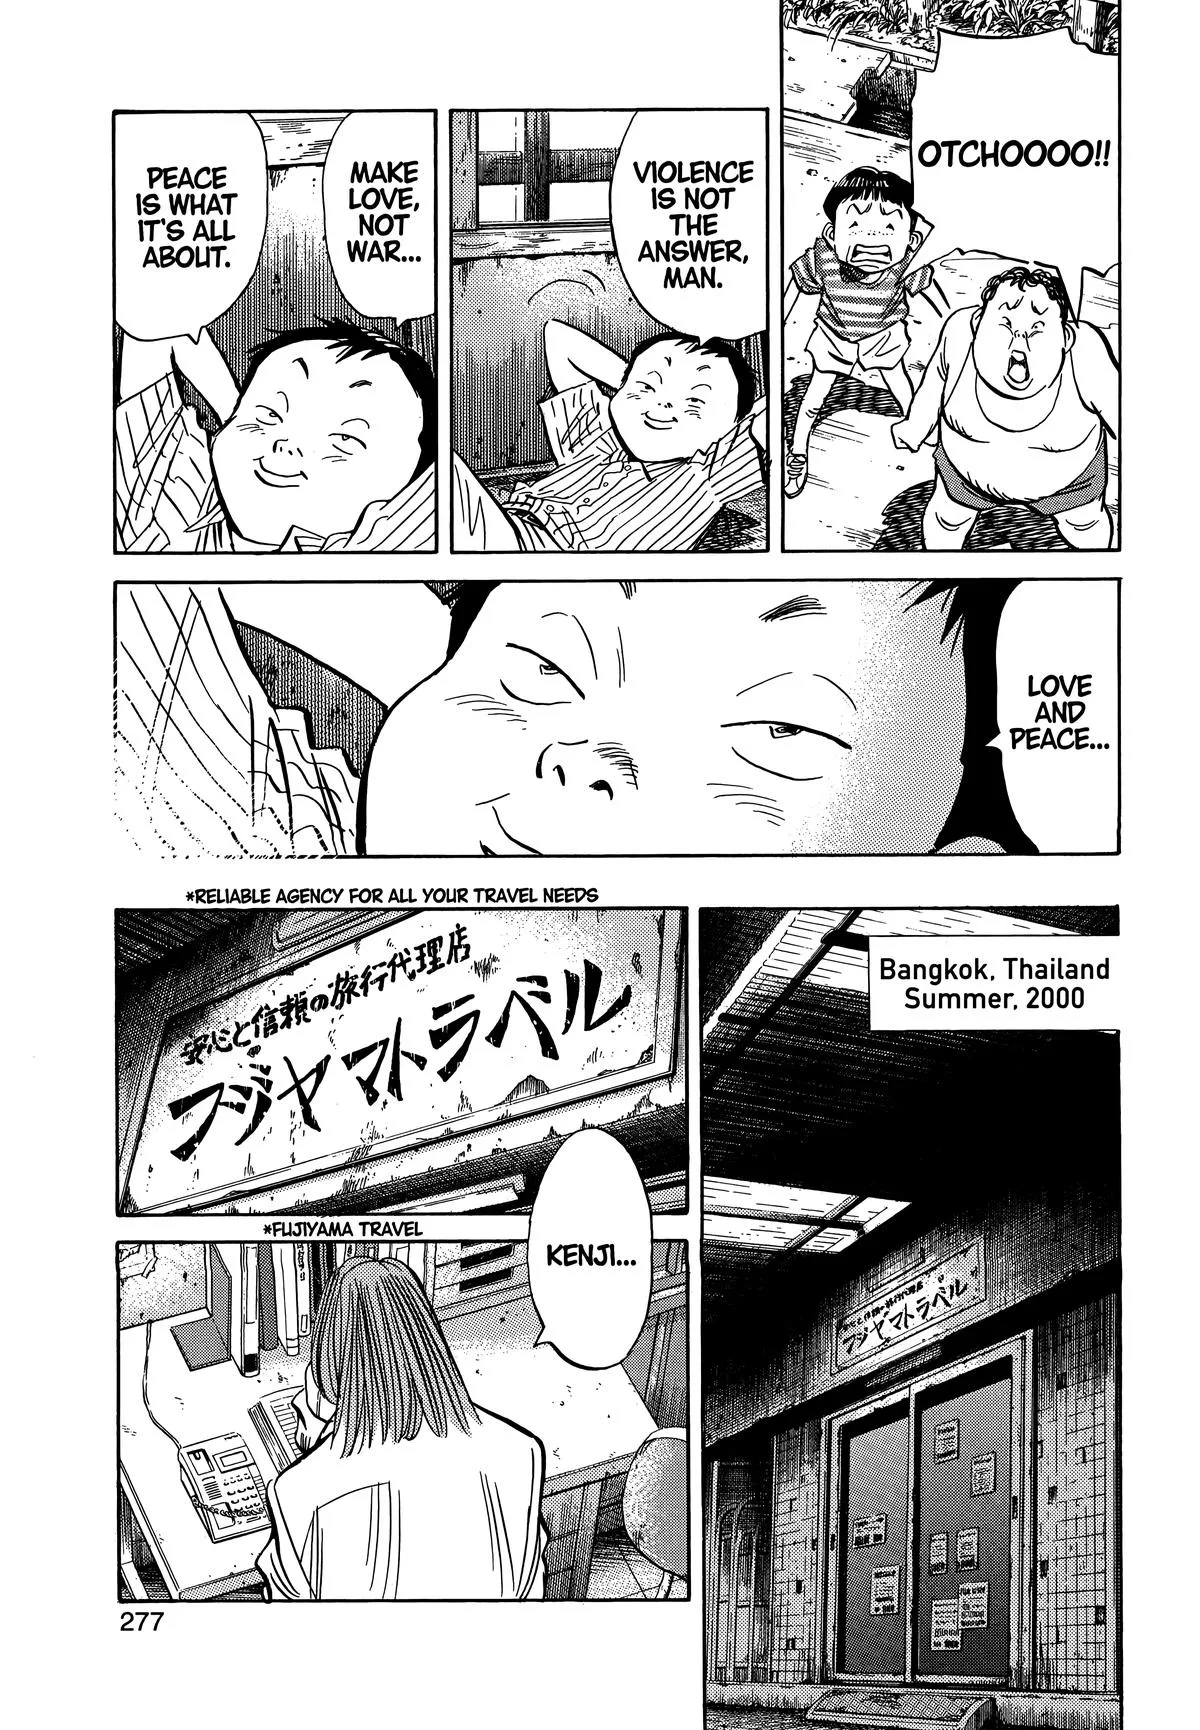 OTCHOOOO!!
VIOLENCE
IS NOT
THE
ANSWER,
MAN.
MAKE
LOVE,
NOT
WAR...
PEACE
IS WHAT
IT'S ALL
ABOUT.
LOVE
AND
PEACE...
Bangkok, Thailand
Summer, 2000
安心と信頼の旅行代理店
フジヤマトラベル
*RELIABLE AGENCY FOR ALL YOUR TRAVEL NEEDS
安心と信頼の旅行代理店
フジヤマトラベル
*FUJIYAMA TRAVEL
KENJI...
277